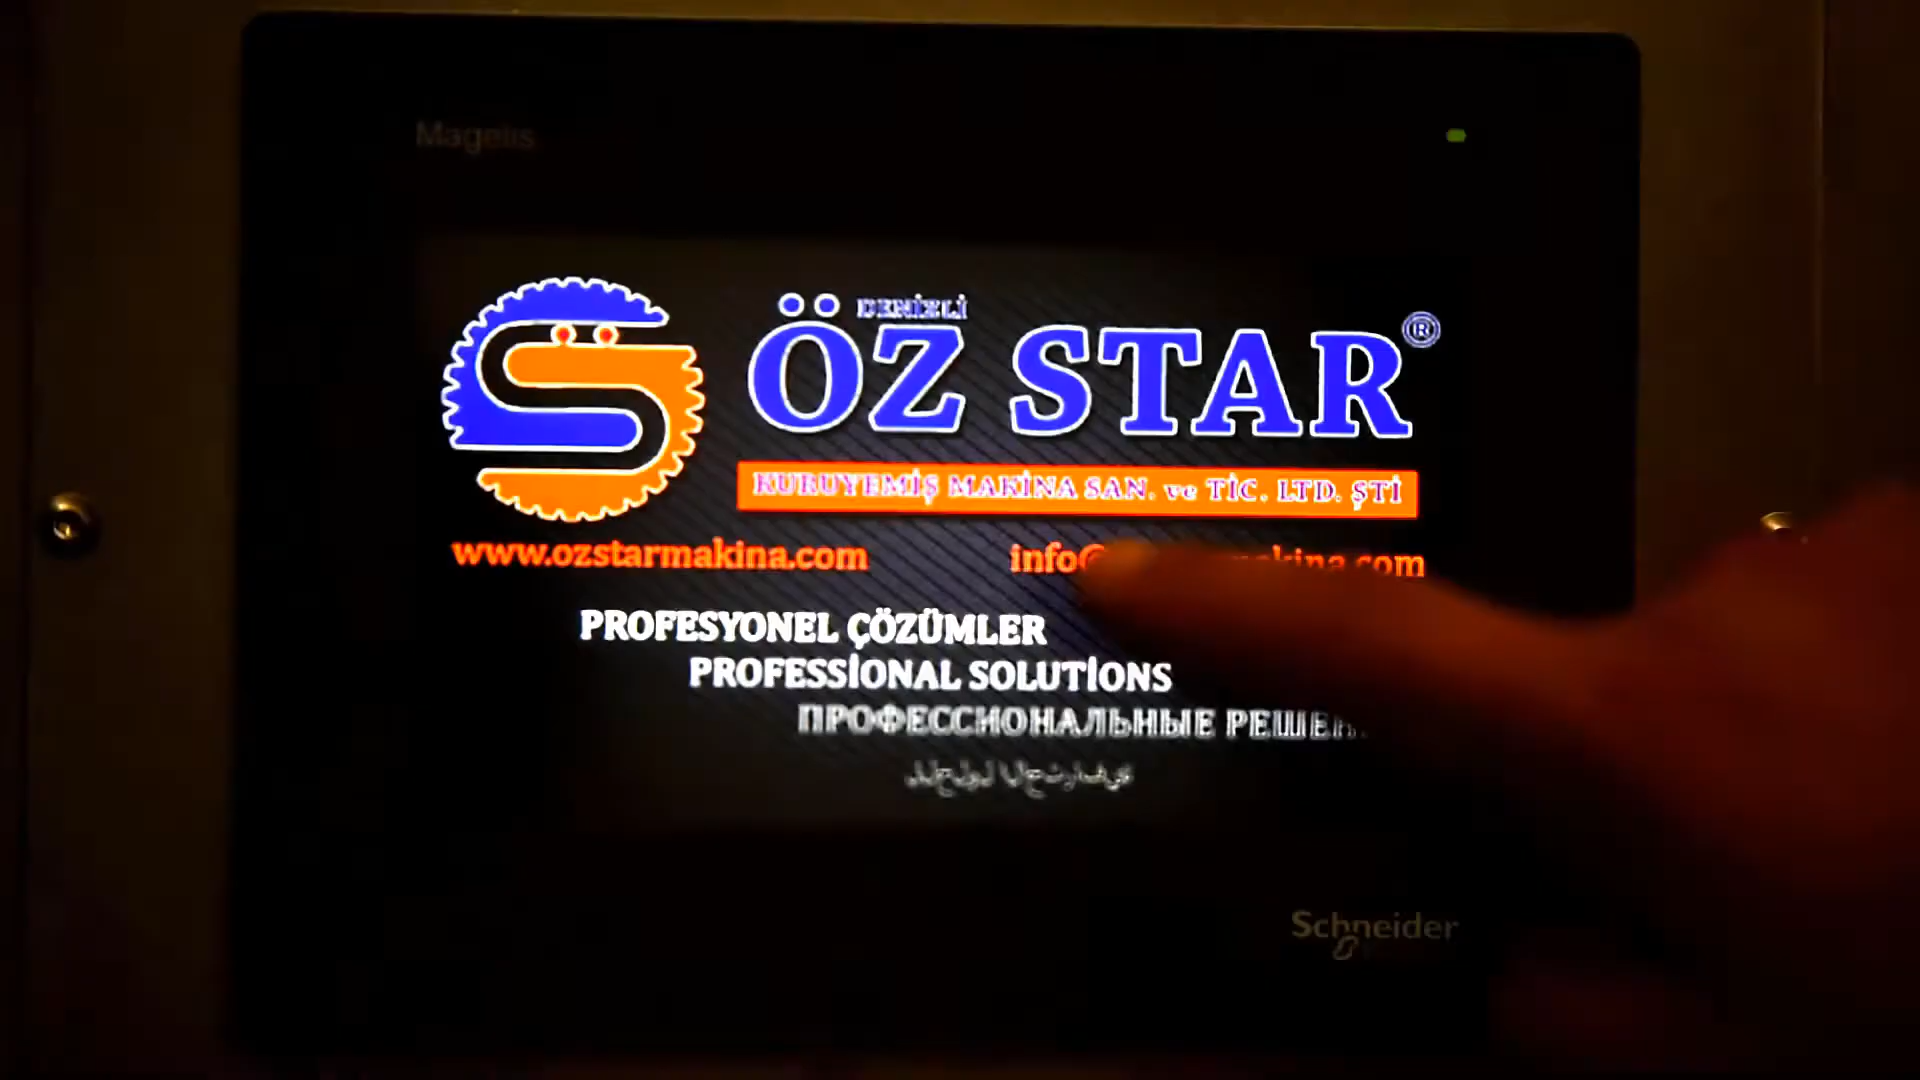 Magelis
DENİZLİ
ÖZ STAR ®
KURUYEMİŞ MAKİNA SAN. ve TİC. LTD. ŞTİ
www.ozstarmakina.com
PROFESYONEL ÇÖZÜMLER
PROFESSİONAL SOLUTİONS
ПРОФЕССИОНАЛЬНЫЕ
Schneider